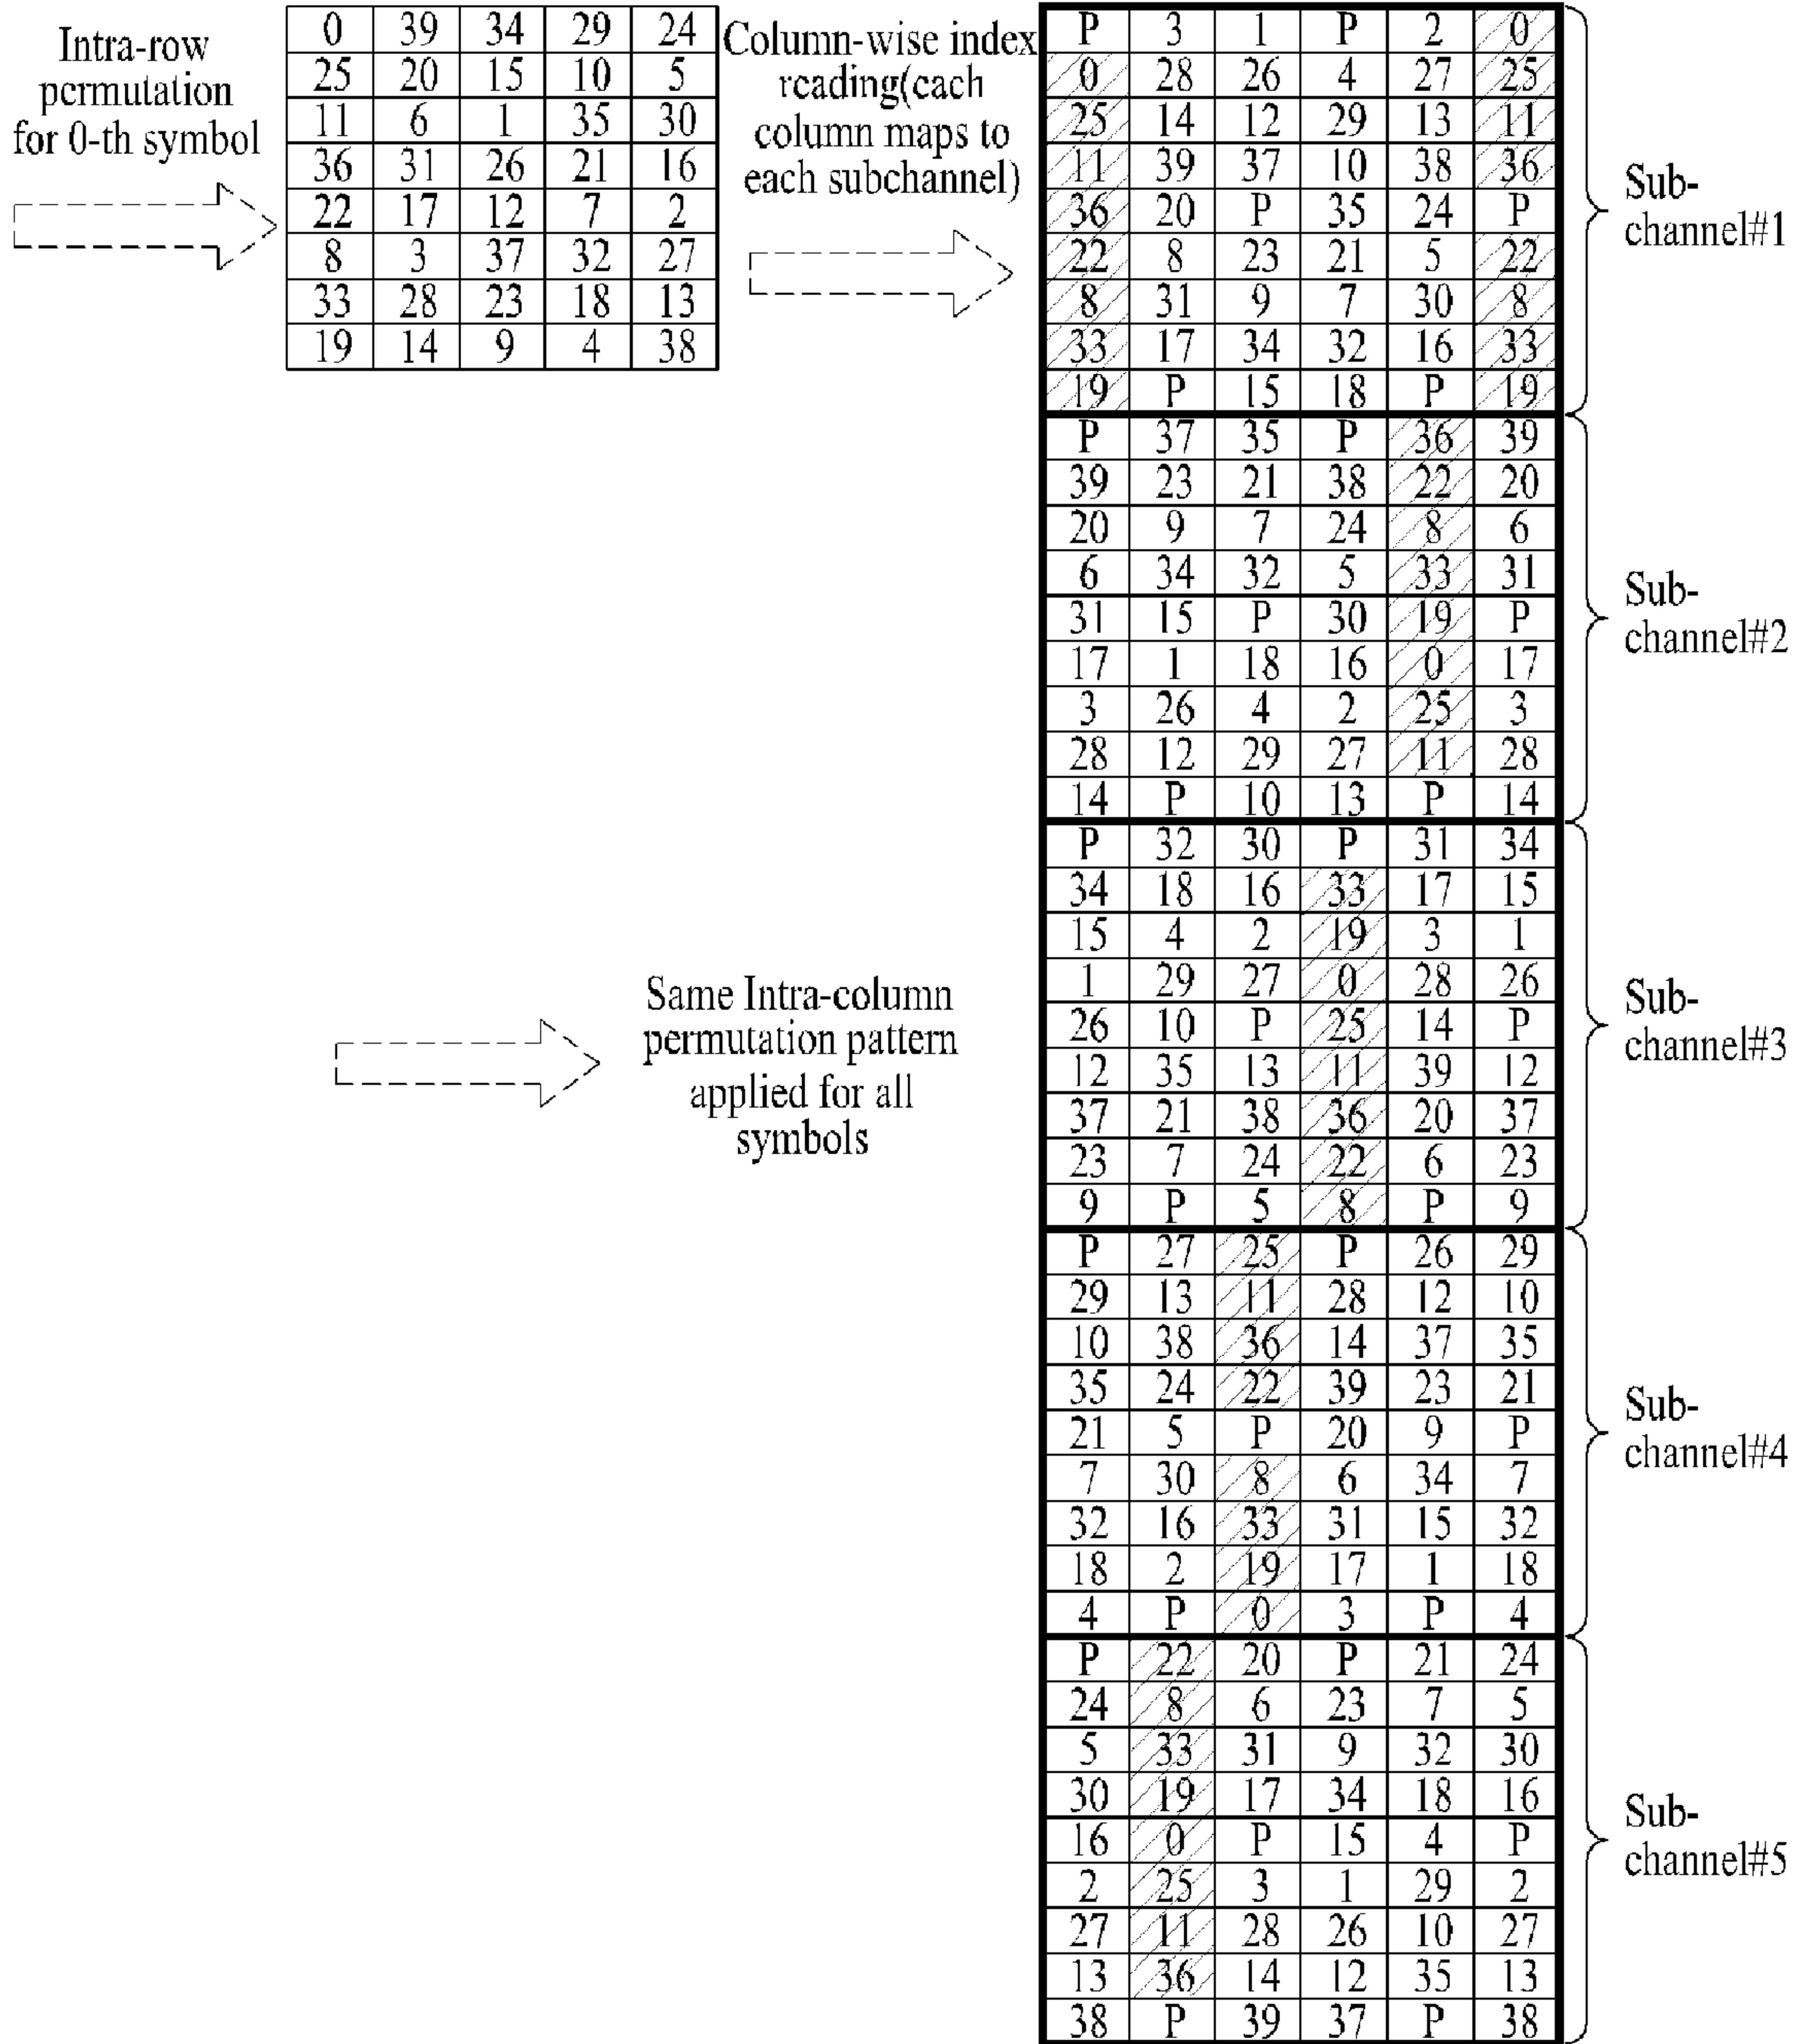 Intra-row
permutation
for 0-th symbol
0 39 34 29 24
25 20 15 10 5
11 6 1 35 30
36 31 26 21 16
22 17 12 7 2
8 3 37 32 27
33 28 23 18 13
19 14 9 4 38
Column-wise index
reading(each
column maps to
each subchannel)
P 3 1 P 2 0
0 28 26 4 27 25
25 14 12 29 13 11
11 39 37 10 38 36
36 20 P 35 24 P
22 8 23 21 5 22
8 31 9 7 30 8
33 17 34 32 16 33
19 P 15 18 P 19
Sub-
channel#1
P 37 35 P 36 39
39 23 21 38 22 20
20 9 7 24 8 6
6 34 32 5 33 31
31 15 P 30 19 P
17 1 18 16 0 17
3 26 4 2 25 3
28 12 29 27 11 28
14 P 10 13 P 14
Sub-
channel#2
Same Intra-column
permutation pattern
applied for all
symbols
P 32 30 P 31 34
34 18 16 33 17 15
15 4 2 19 3 1
1 29 27 0 28 26
26 10 P 25 14 P
12 35 13 11 39 12
37 21 38 36 20 37
23 7 24 22 6 23
9 P 5 8 P 9
Sub-
channel#3
P 27 25 P 26 29
29 13 11 28 12 10
10 38 36 14 37 35
35 24 22 39 23 21
21 5 P 20 9 P
7 30 8 6 34 7
32 16 33 31 15 32
18 2 19 17 1 18
4 P 0 3 P 4
Sub-
channel#4
P 22 20 P 21 24
24 8 6 23 7 5
5 33 31 9 32 30
30 19 17 34 18 16
16 0 P 15 4 P
2 25 3 1 29 2
27 11 28 26 10 27
13 36 14 12 35 13
38 P 39 37 P 38
Sub-
channel#5